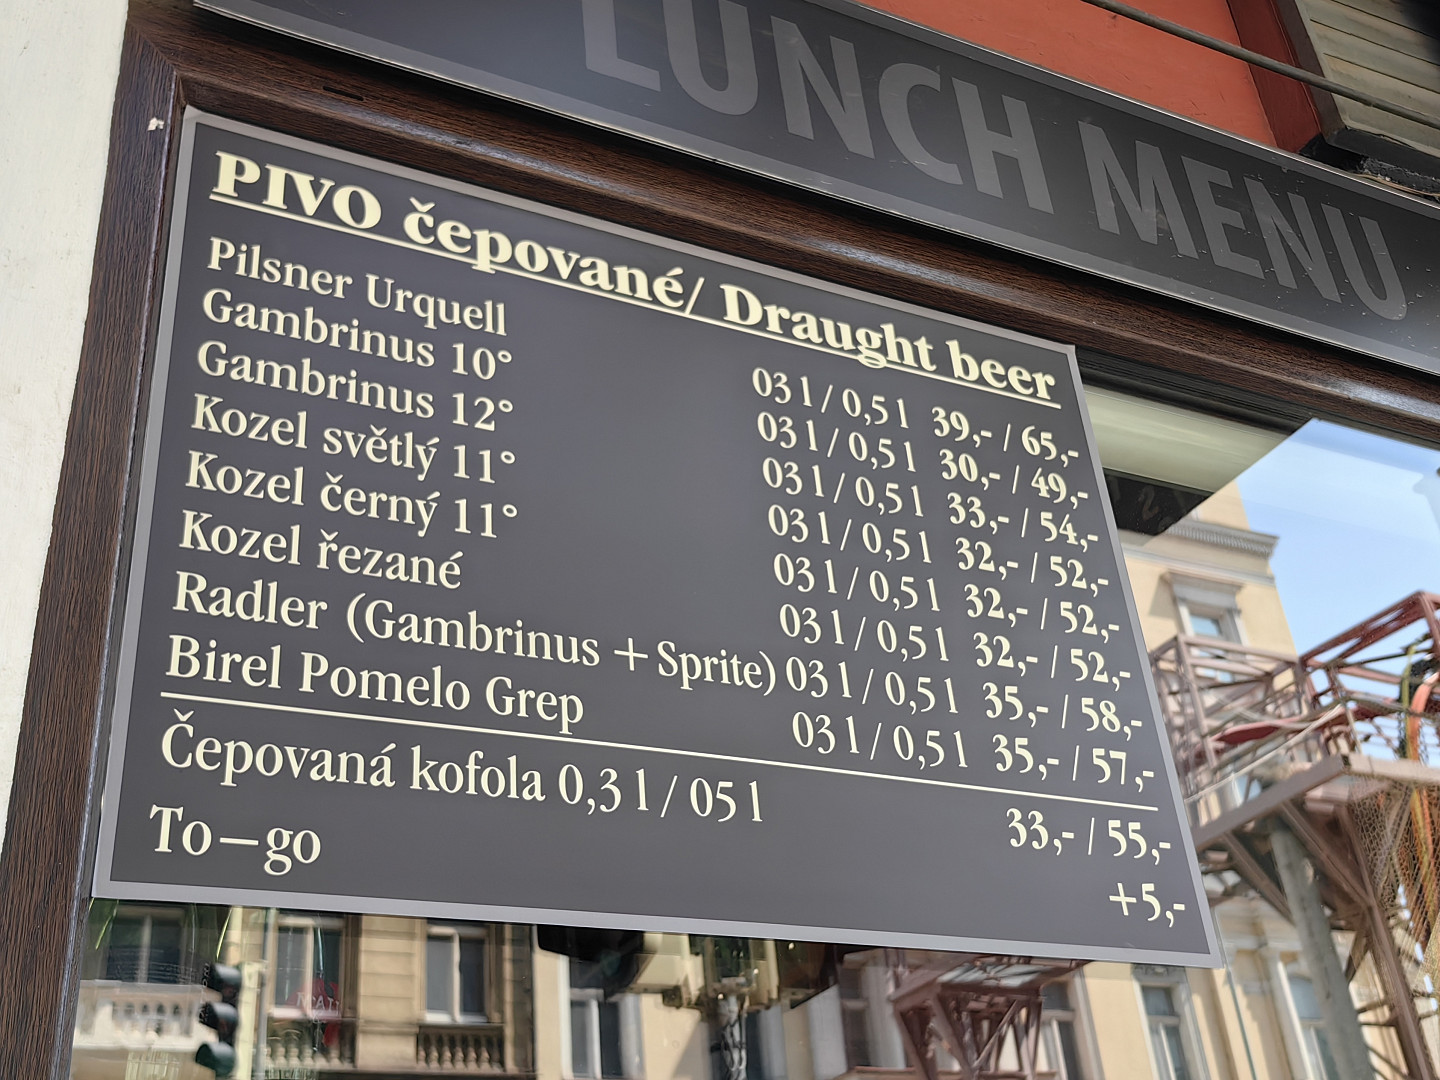 LUNCH MENU
PIVO čepované/ Draught beer
Pilsner Urquell 03 l / 0,5 l 39,- / 65,-
Gambrinus 10° 03 l / 0,5 l 30,- / 49,-
Gambrinus 12° 03 l / 0,5 l 33,- / 54,-
Kozel světlý 11° 03 l / 0,5 l 32,- / 52,-
Kozel černý 11° 03 l / 0,5 l 32,- / 52,-
Kozel řezané 03 l / 0,5 l 32,- / 52,-
Radler (Gambrinus + Sprite) 03 l / 0,5 l 35,- / 58,-
Birel Pomelo Grep 03 l / 0,5 l 35,- / 57,-
Čepovaná kofola 0,3 l / 05 l 33,- / 55,-
To—go +5,-